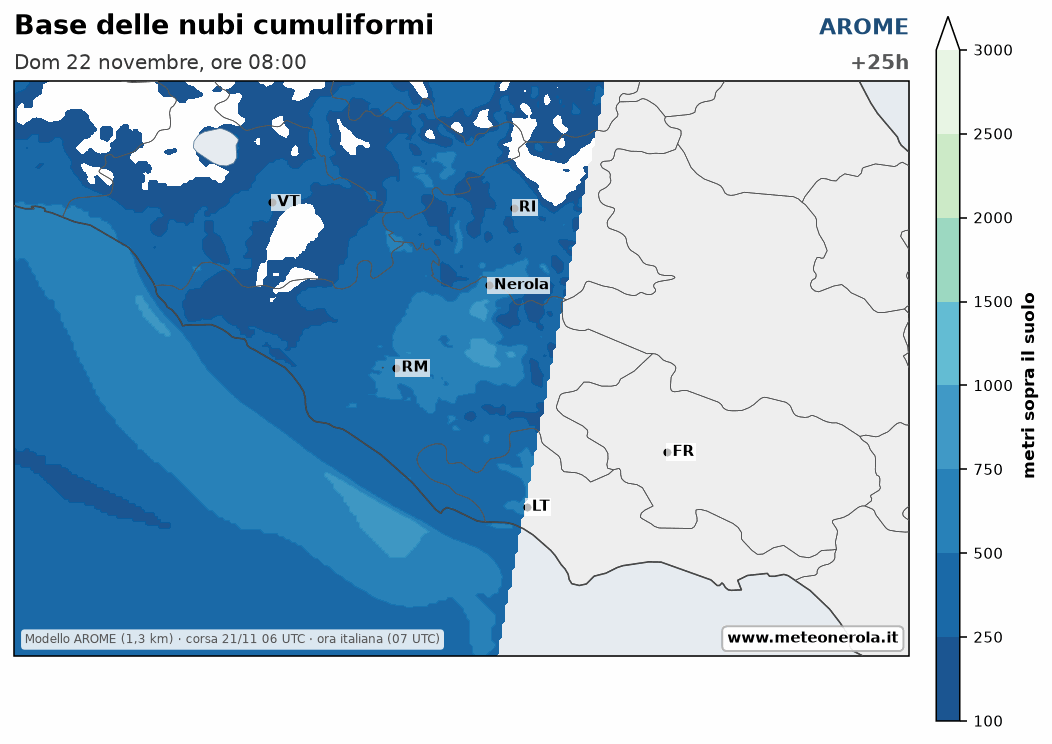 Base delle nubi cumuliformi
AROME
Dom 22 novembre, ore 08:00
+25h
VT
RI
Nerola
RM
FR
LT
Modello AROME (1,3 km) · corsa 21/11 06 UTC · ora italiana (07 UTC)
www.meteonerola.it
3000
2500
2000
1500
1000
750
500
250
100
metri sopra il suolo